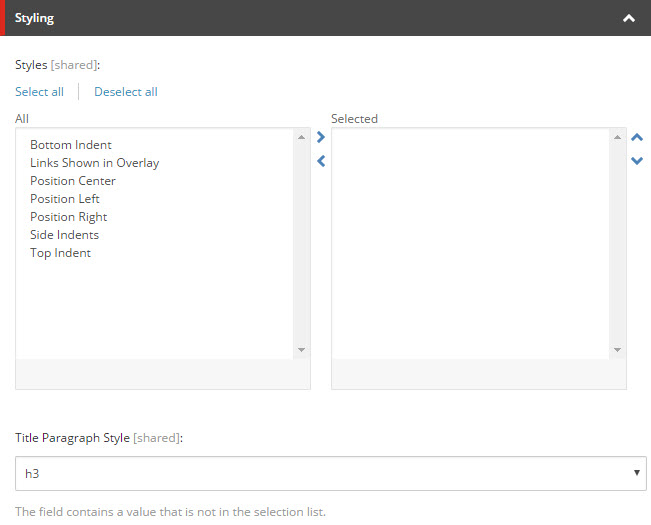 Styling
Styles [shared]:
Select all
Deselect all
All
Selected
Bottom Indent
Links Shown in Overlay
Position Center
Position Left
Position Right
Side Indents
Top Indent
Title Paragraph Style [shared]:
h3
The field contains a value that is not in the selection list.